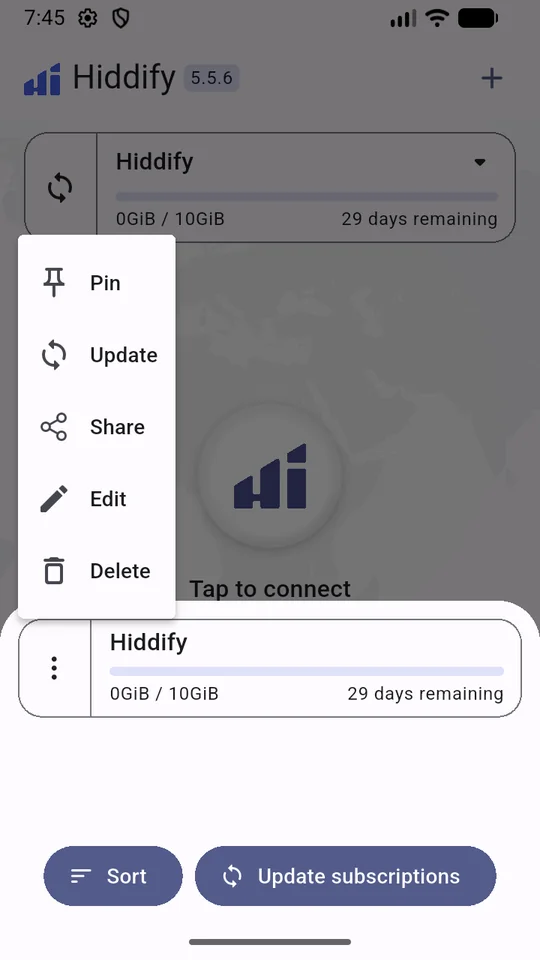 7:45
Hiddify 5.5.6
Hiddify
0GiB / 10GiB 29 days remaining
Pin
Update
Share
Edit
Delete
Tap to connect
Hiddify
0GiB / 10GiB 29 days remaining
Sort Update subscriptions